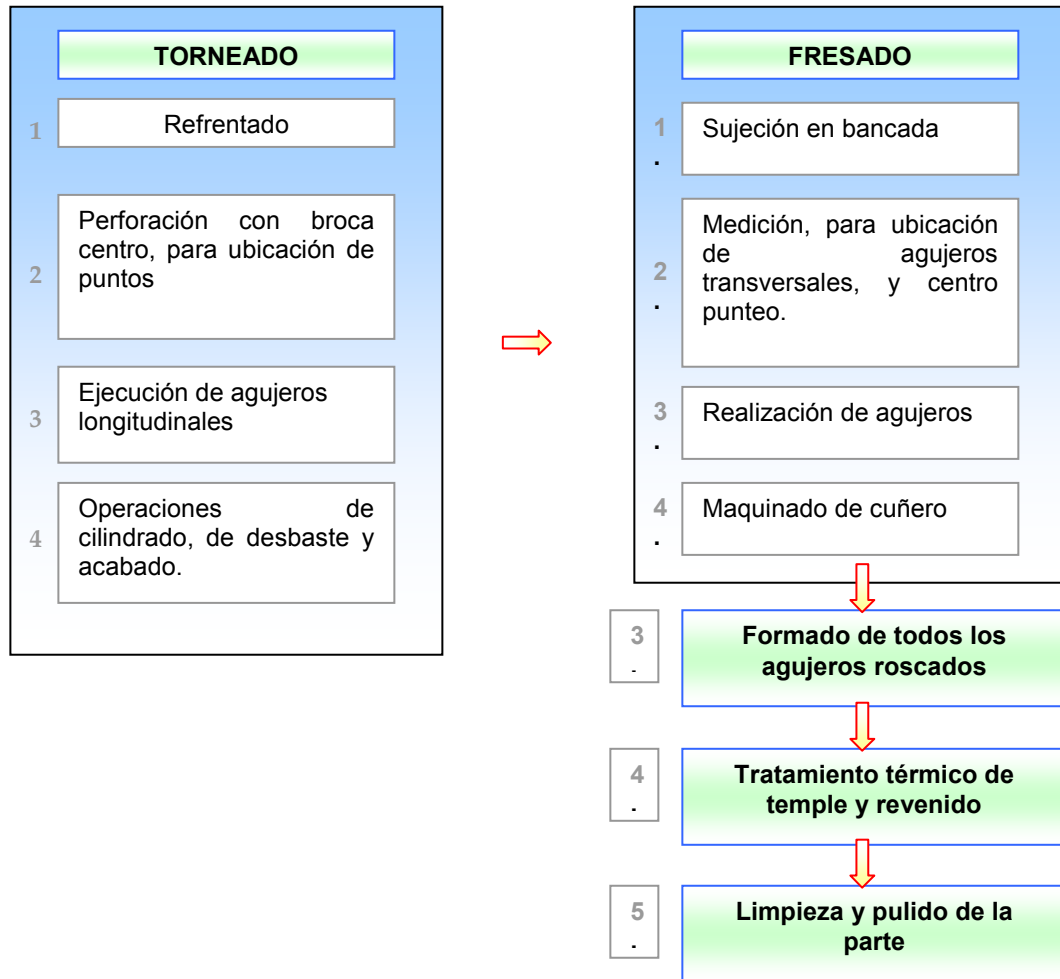 TORNEADO
1
Refrentado
2
Perforación con broca
centro, para ubicación de
puntos
3
Ejecución de agujeros
longitudinales
4
Operaciones de
cilindrado, de desbaste y
acabado.
FRESADO
1
.
Sujeción en bancada
2
.
Medición, para ubicación
de agujeros
transversales, y centro
punteo.
3
.
Realización de agujeros
4
.
Maquinado de cuñero
3
.
Formado de todos los
agujeros roscados
4
.
Tratamiento térmico de
temple y revenido
5
.
Limpieza y pulido de la
parte